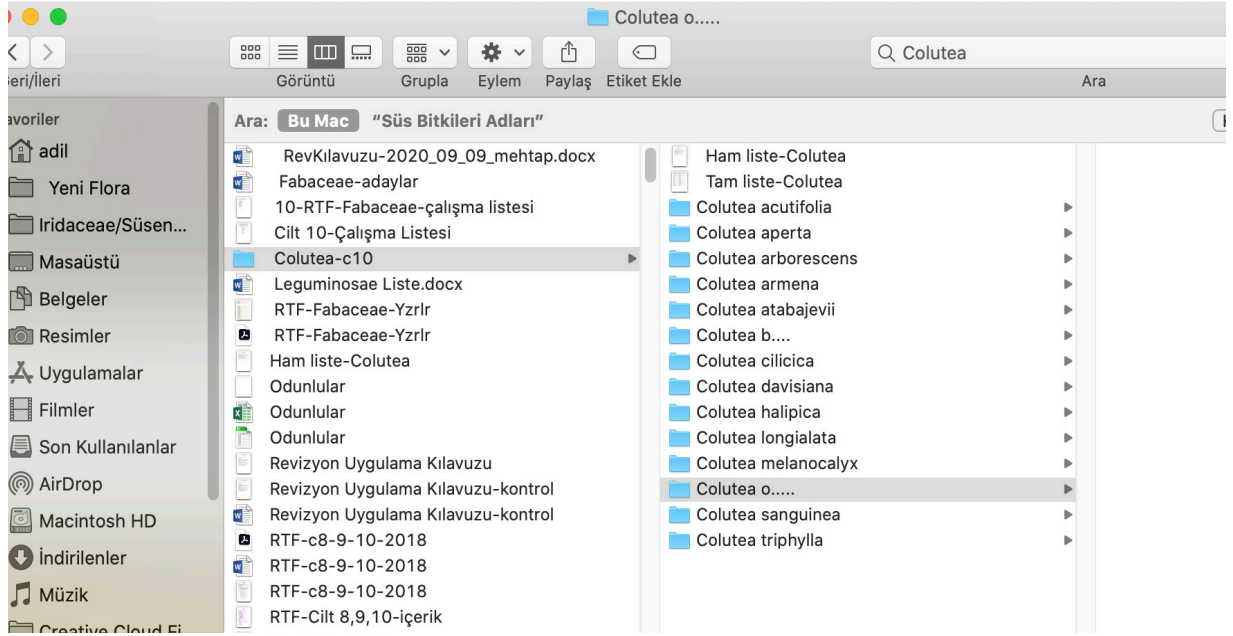 Colutea o.....
Colutea
Geri/İleri
Görüntü
Grupla
Eylem
Paylaş
Etiket Ekle
Ara
Favoriler
adil
Yeni Flora
Iridaceae/Süsen...
Masaüstü
Belgeler
Resimler
Uygulamalar
Filmler
Son Kullanılanlar
AirDrop
Macintosh HD
İndirilenler
Müzik
Creative Cloud Fi
Ara: Bu Mac “Süs Bitkileri Adları”
RevKılavuzu-2020_09_09_mehtap.docx
Fabaceae-adaylar
10-RTF-Fabaceae-çalışma listesi
Cilt 10-Çalışma Listesi
Colutea-c10
Leguminosae Liste.docx
RTF-Fabaceae-Yzrlr
RTF-Fabaceae-Yzrlr
Ham liste-Colutea
Odunlular
Odunlular
Odunlular
Revizyon Uygulama Kılavuzu
Revizyon Uygulama Kılavuzu-kontrol
Revizyon Uygulama Kılavuzu-kontrol
RTF-c8-9-10-2018
RTF-c8-9-10-2018
RTF-c8-9-10-2018
RTF-Cilt 8,9,10-içerik
Ham liste-Colutea
Tam liste-Colutea
Colutea acutifolia
Colutea aperta
Colutea arborescens
Colutea armena
Colutea atabajevii
Colutea b....
Colutea cilicica
Colutea davisiana
Colutea halipica
Colutea longialata
Colutea melanocalyx
Colutea o.....
Colutea sanguinea
Colutea triphylla